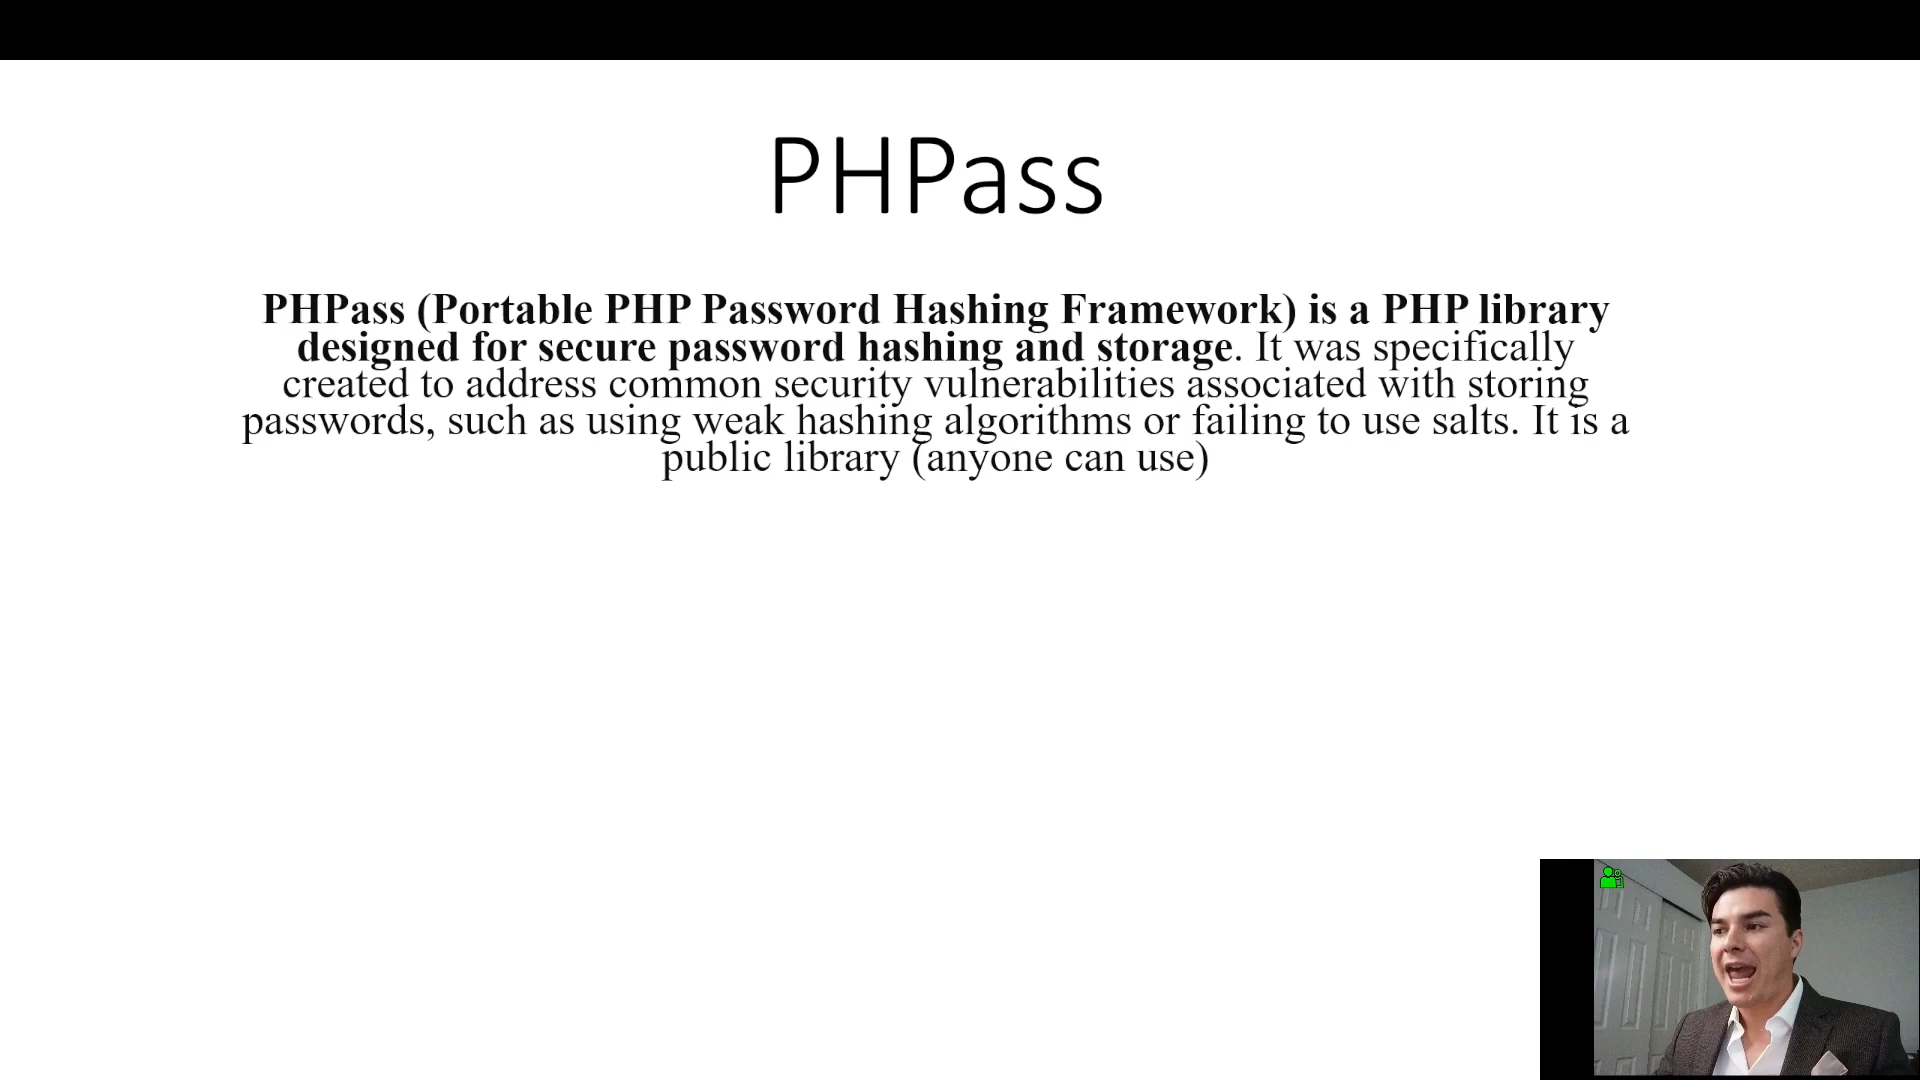 PHPass
PHPass (Portable PHP Password Hashing Framework) is a PHP library
designed for secure password hashing and storage. It was specifically
created to address common security vulnerabilities associated with storing
passwords, such as using weak hashing algorithms or failing to use salts. It is a
public library (anyone can use)